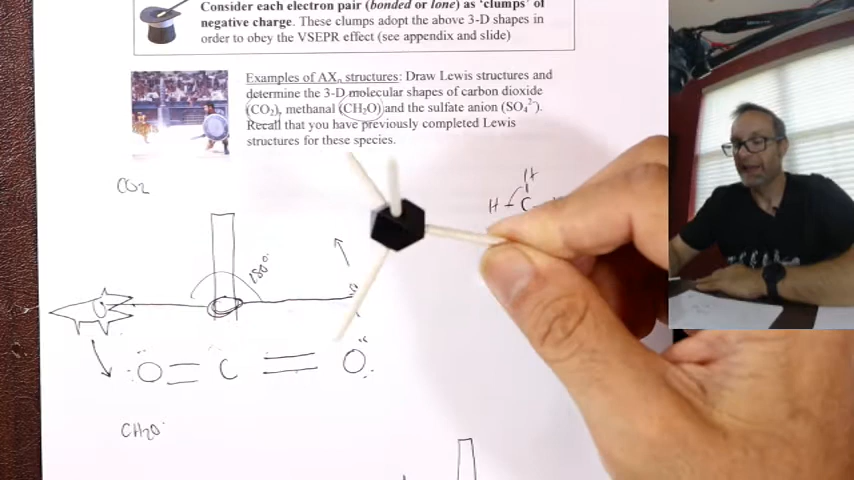 Consider each electron pair (bonded or lone) as 'clumps' of
negative charge. These clumps adopt the above 3-D shapes in
order to obey the VSEPR effect (see appendix and slide)
Examples of AXn structures: Draw Lewis structures and
determine the 3-D molecular shapes of carbon dioxide
(CO2), methanal (CH2O) and the sulfate anion (SO4 2-).
Recall that you have previously completed Lewis
structures for these species.
CO2
H
H - C -
180°
O = C = O
CH2O